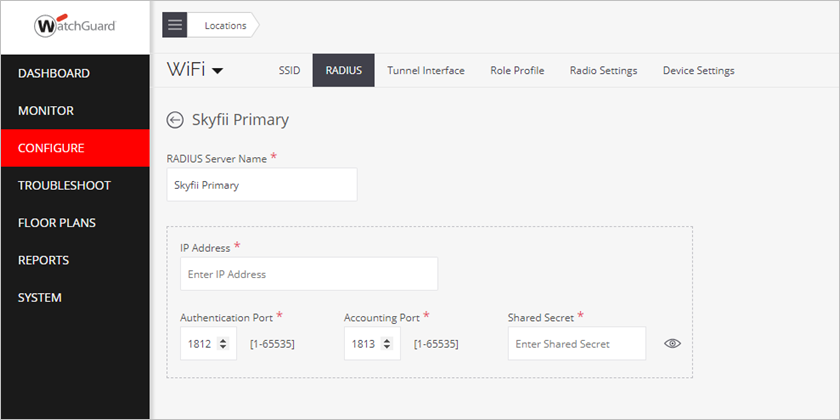 WatchGuard
Locations
WiFi
SSID RADIUS Tunnel Interface Role Profile Radio Settings Device Settings
DASHBOARD
MONITOR
CONFIGURE
TROUBLESHOOT
FLOOR PLANS
REPORTS
SYSTEM
Skyfii Primary
RADIUS Server Name *
Skyfii Primary
IP Address *
Enter IP Address
Authentication Port * Accounting Port * Shared Secret *
1812 [1-65535] 1813 [1-65535] Enter Shared Secret